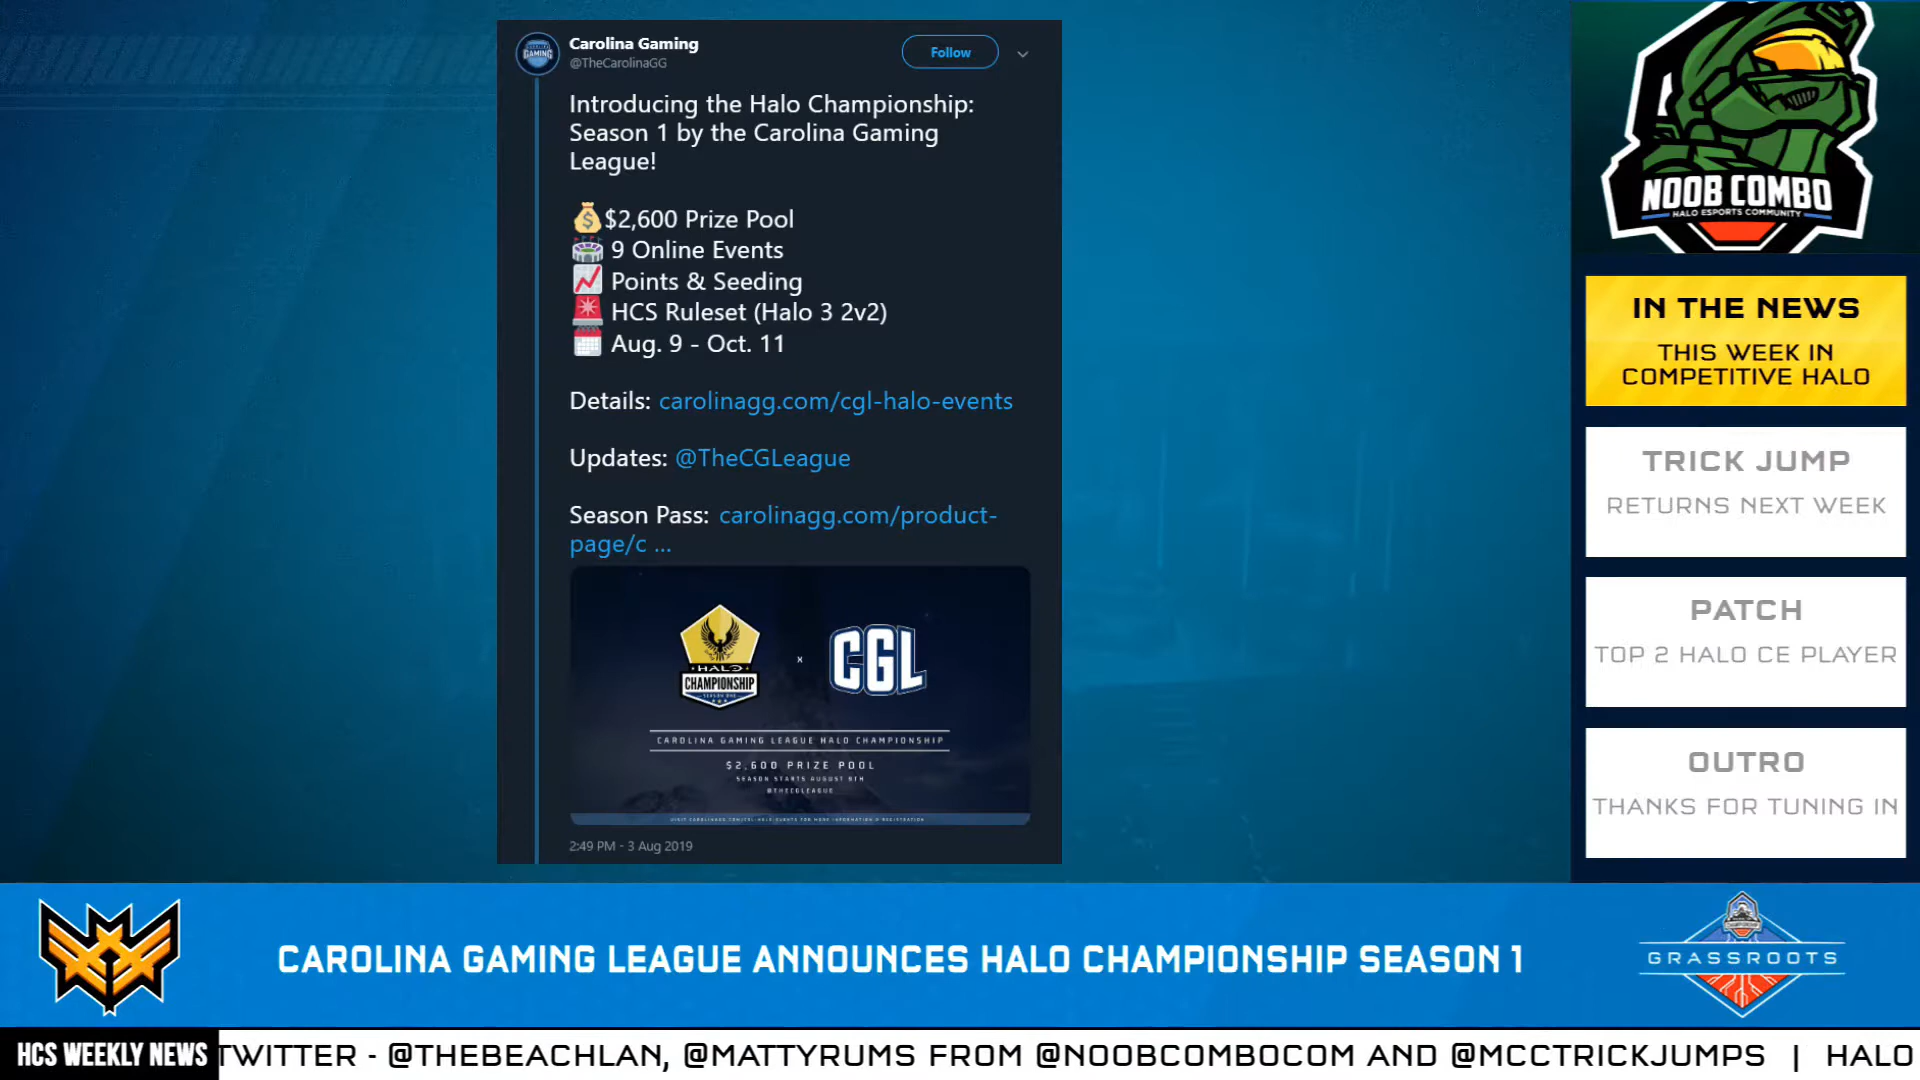 Carolina Gaming
@TheCarolinaGG
Follow
Introducing the Halo Championship:
Season 1 by the Carolina Gaming
League!
$2,600 Prize Pool
9 Online Events
Points & Seeding
HCS Ruleset (Halo 3 2v2)
Aug. 9 - Oct. 11
Details: carolinagg.com/cgl-halo-events
Updates: @TheCGLeague
Season Pass: carolinagg.com/product-
page/c ...
HALO
CHAMPIONSHIP
SEASON ONE
x
CGL
CAROLINA GAMING LEAGUE HALO CHAMPIONSHIP
$2,600 PRIZE POOL
@THECGLEAGUE
2:49 PM - 3 Aug 2019
NOOB COMBO
HALO ESPORTS COMMUNITY
IN THE NEWS
THIS WEEK IN
COMPETITIVE HALO
TRICK JUMP
RETURNS NEXT WEEK
PATCH
TOP 2 HALO CE PLAYER
OUTRO
THANKS FOR TUNING IN
CAROLINA GAMING LEAGUE ANNOUNCES HALO CHAMPIONSHIP SEASON 1
GRASSROOTS
HCS WEEKLY NEWS
TWITTER - @THEBEACHLAN, @MATTYRUMS FROM @NOOBCOMBOCOM AND @MCCTRICKJUMPS | HALO